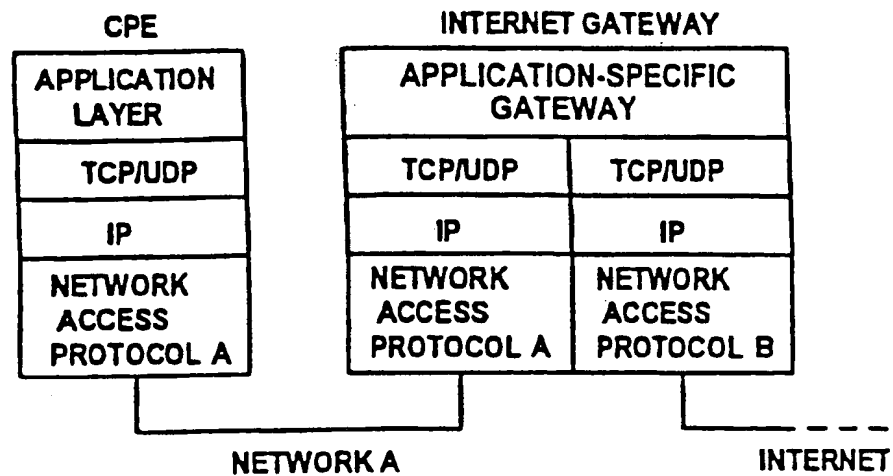 CPE
APPLICATION
LAYER
TCP/UDP
IP
NETWORK
ACCESS
PROTOCOL A
INTERNET GATEWAY
APPLICATION-SPECIFIC
GATEWAY
TCP/UDP
IP
NETWORK
ACCESS
PROTOCOL A
TCP/UDP
IP
NETWORK
ACCESS
PROTOCOL B
NETWORK A
INTERNET